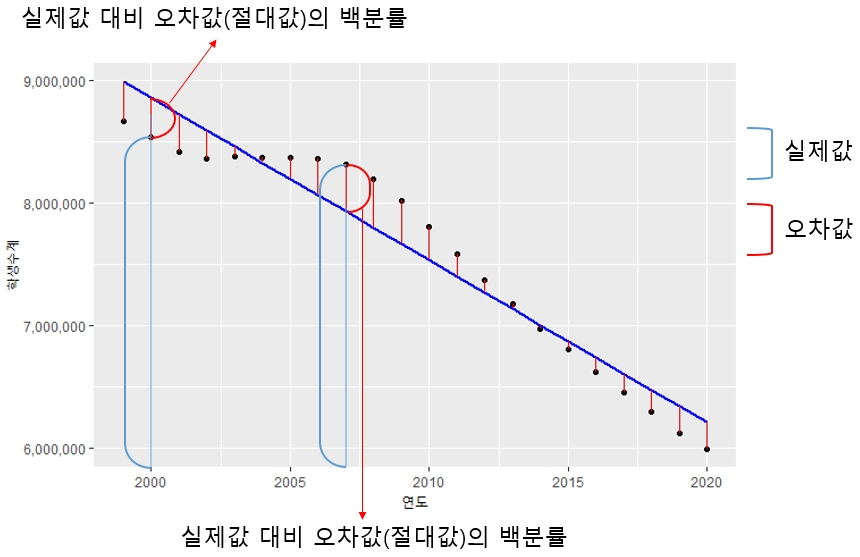 실제값 대비 오차값(절대값)의 백분률
9,000,000
8,000,000
7,000,000
6,000,000
학생수계
2000
2005
2010
2015
2020
연도
실제값
오차값
실제값 대비 오차값(절대값)의 백분률